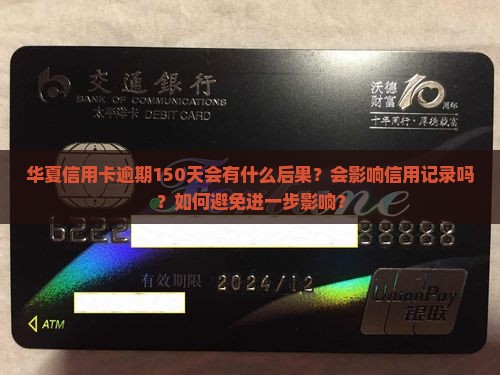 交通銀行
BANK OF COMMUNICATIONS
太平洋卡 DEBIT CARD
沃德
财富
10
周年
十年同行·厚德载富
华夏信用卡逾期150天会有什么后果?会影响信用记录吗
?如何避免进一步影响?
6222 88888
有效期限 2024/12
ATM
UnionPay
银联